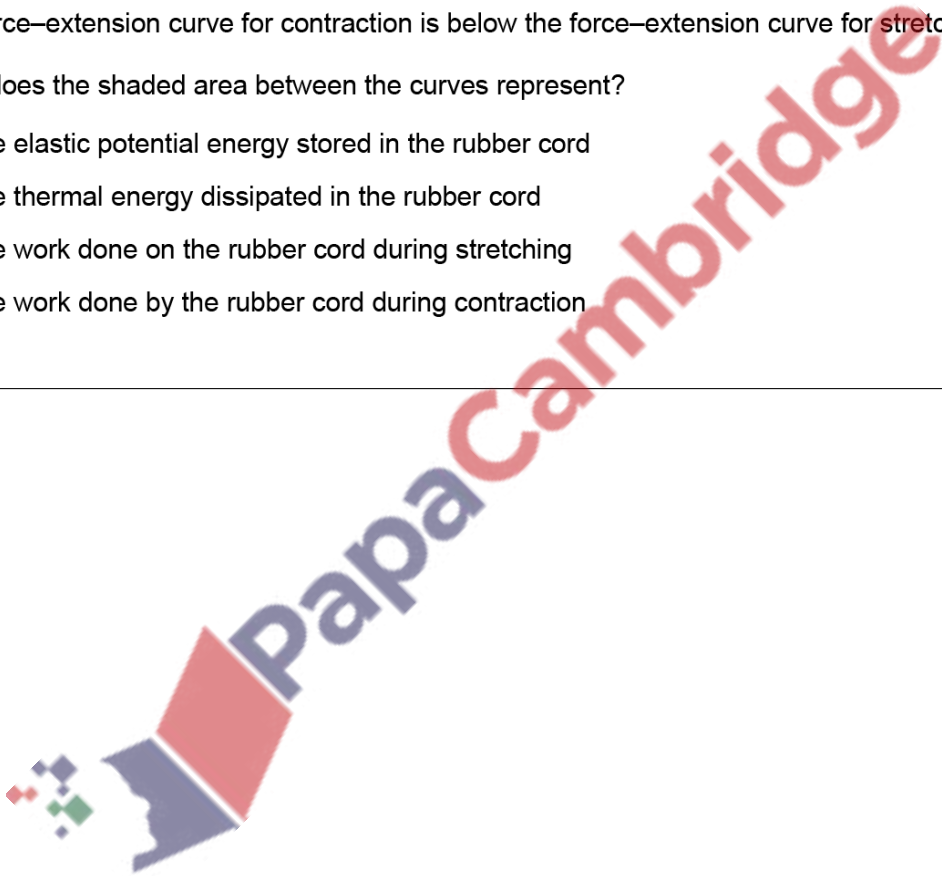 rce–extension curve for contraction is below the force–extension curve for stretc
loes the shaded area between the curves represent?
e elastic potential energy stored in the rubber cord
e thermal energy dissipated in the rubber cord
e work done on the rubber cord during stretching
e work done by the rubber cord during contraction
PapaCambridge